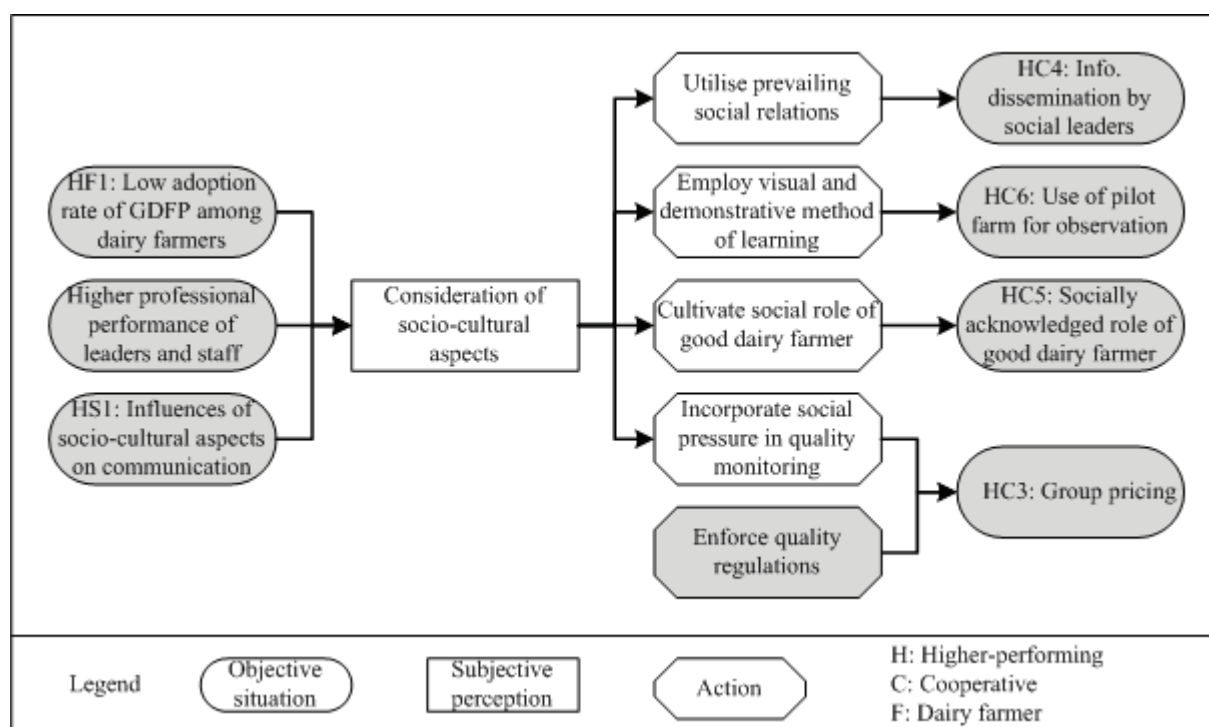 HF1: Low adoption
rate of GDFP among
dairy farmers
Higher professional
performance of
leaders and staff
HS1: Influences of
socio-cultural aspects
on communication
Consideration of
socio-cultural
aspects
Utilise prevailing
social relations
Employ visual and
demonstrative method
of learning
Cultivate social role of
good dairy farmer
Incorporate social
pressure in quality
monitoring
Enforce quality
regulations
HC4: Info.
dissemination by
social leaders
HC6: Use of pilot
farm for observation
HC5: Socially
acknowledged role of
good dairy farmer
HC3: Group pricing
Legend
Objective
situation
Subjective
perception
Action
H: Higher-performing
C: Cooperative
F: Dairy farmer